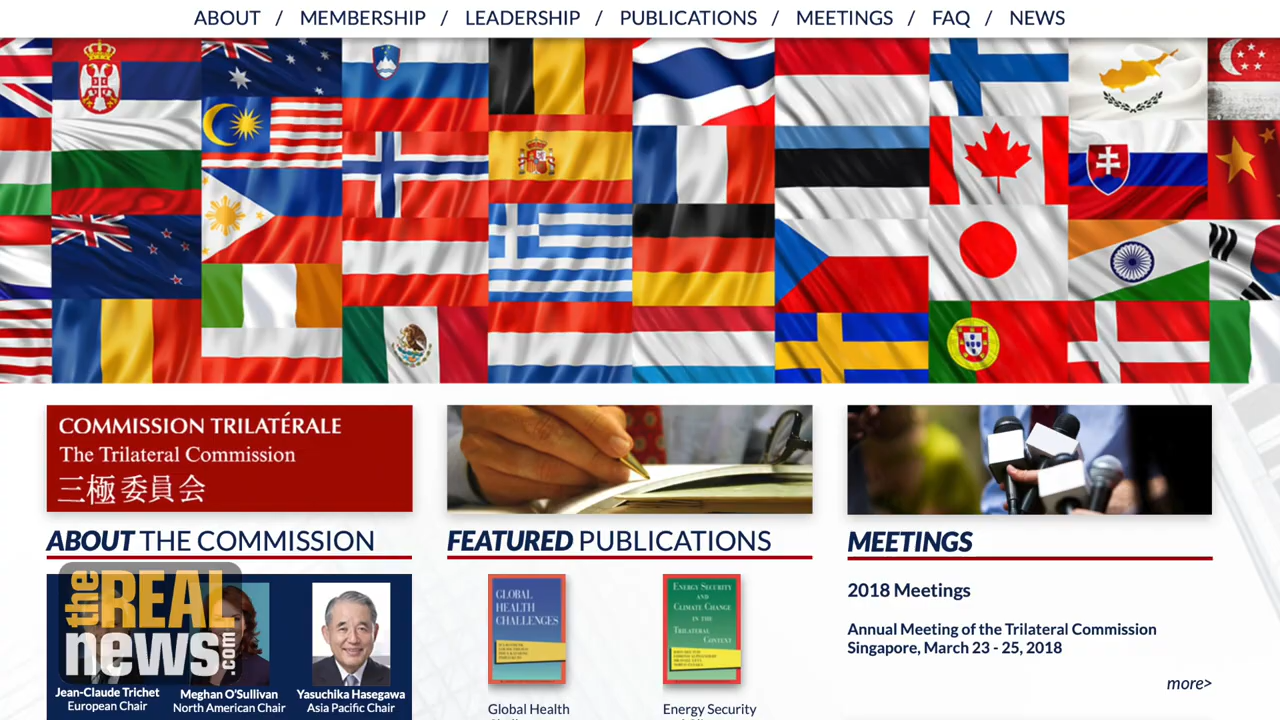 ABOUT / MEMBERSHIP / LEADERSHIP / PUBLICATIONS / MEETINGS / FAQ / NEWS
COMMISSION TRILATÉRALE
The Trilateral Commission
三極委員会
ABOUT THE COMMISSION
FEATURED PUBLICATIONS
MEETINGS
the REAL
news.com
Jean-Claude Trichet
European Chair
Meghan O'Sullivan
North American Chair
Yasuchika Hasegawa
Asia Pacific Chair
GLOBAL
HEALTH
CHALLENGES
Global Health
ENERGY SECURITY
AND
CLIMATE CHANGE
IN THE
TRILATERAL
CONTEXT
Energy Security
2018 Meetings
Annual Meeting of the Trilateral Commission
Singapore, March 23 - 25, 2018
more>